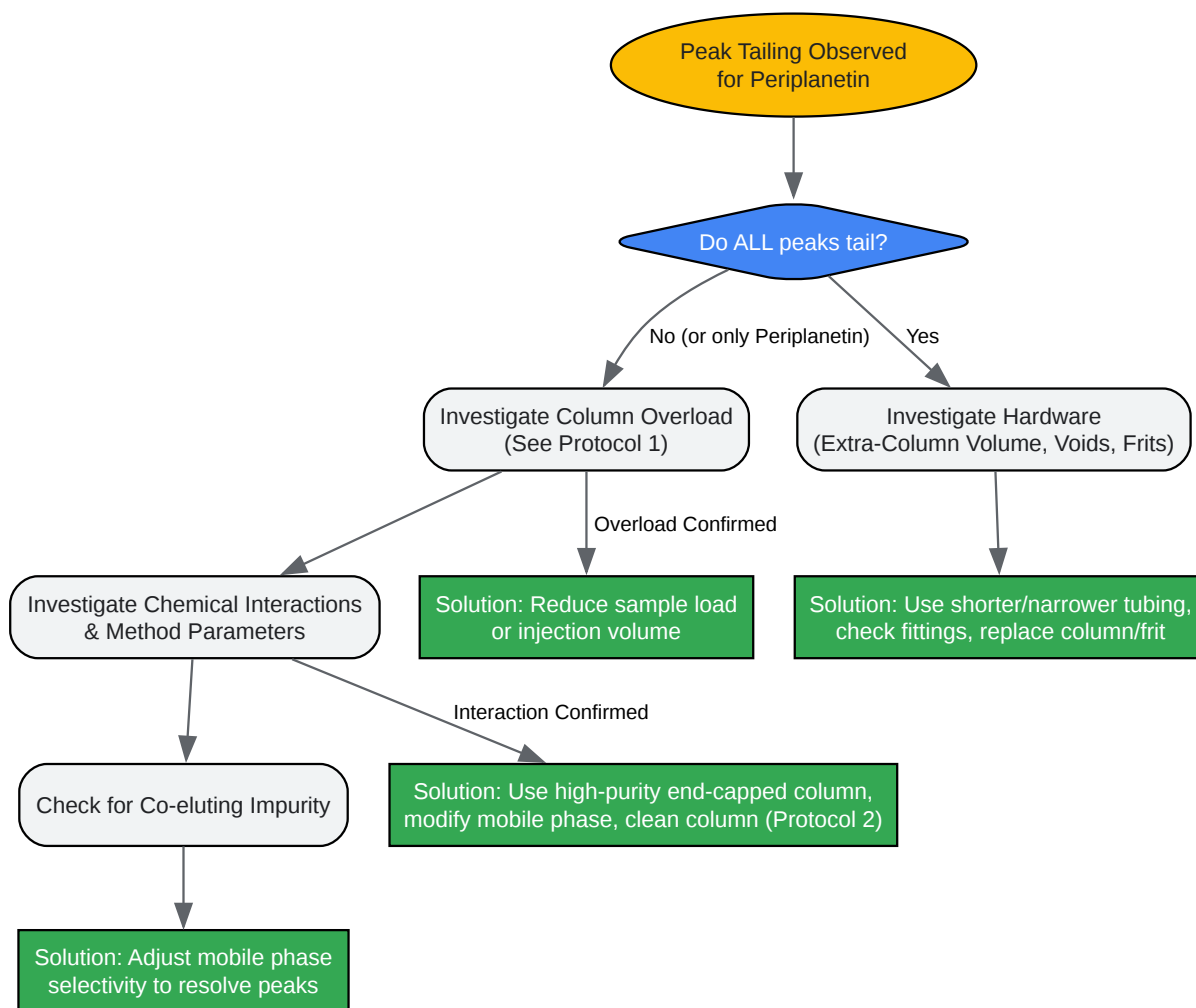 Peak Tailing Observed
for Periplanetin
Do ALL peaks tail?
No (or only Periplanetin)
Yes
Investigate Column Overload
(See Protocol 1)
Investigate Hardware
(Extra-Column Volume, Voids, Frits)
Overload Confirmed
Investigate Chemical Interactions
& Method Parameters
Solution: Reduce sample load
or injection volume
Solution: Use shorter/narrower tubing,
check fittings, replace column/frit
Interaction Confirmed
Check for Co-eluting Impurity
Solution: Use high-purity end-capped column,
modify mobile phase, clean column (Protocol 2)
Solution: Adjust mobile phase
selectivity to resolve peaks